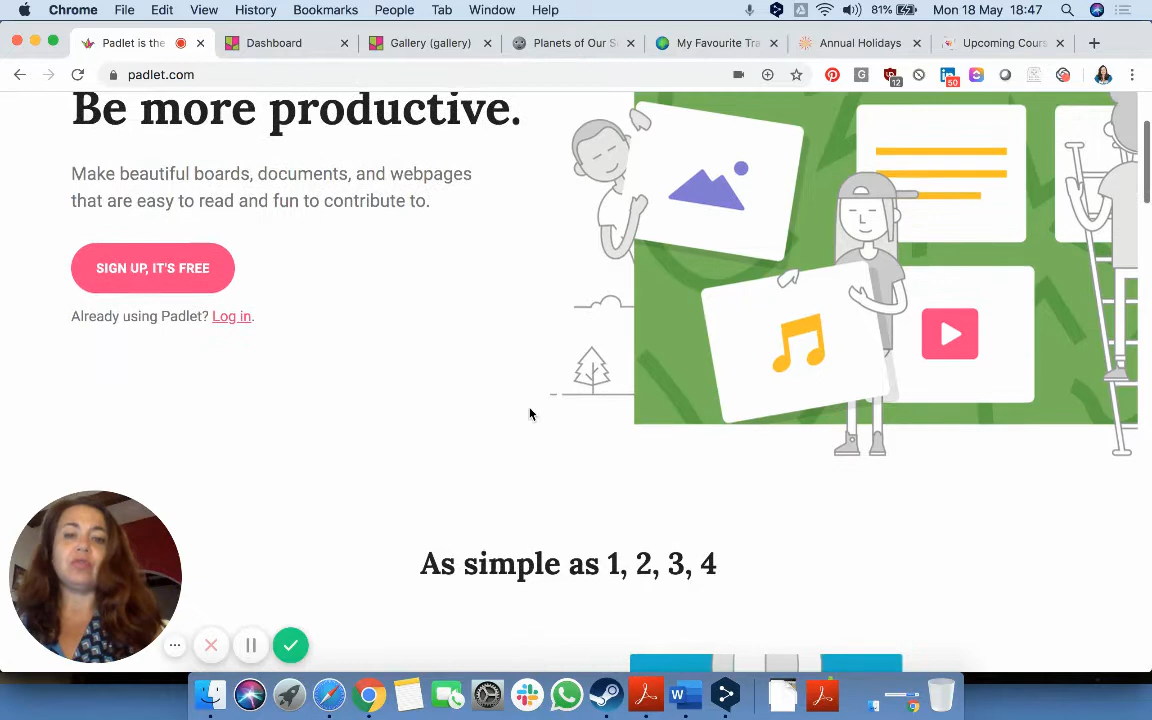 Chrome File Edit View History Bookmarks People Tab Window Help 81% Mon 18 May 18:47
Padlet is the Dashboard Gallery (gallery) Planets of Our S My Favourite Tra Annual Holidays Upcoming Cours
padlet.com
12
50
Be more productive.
Make beautiful boards, documents, and webpages
that are easy to read and fun to contribute to.
SIGN UP, IT'S FREE
Already using Padlet? Log in.
As simple as 1, 2, 3, 4